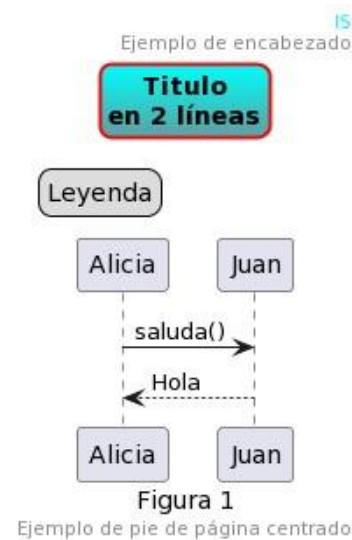 IS
Ejemplo de encabezado
Titulo
en 2 líneas
Leyenda
Alicia Juan
saluda()
Hola
Alicia Juan
Figura 1
Ejemplo de pie de página centrado